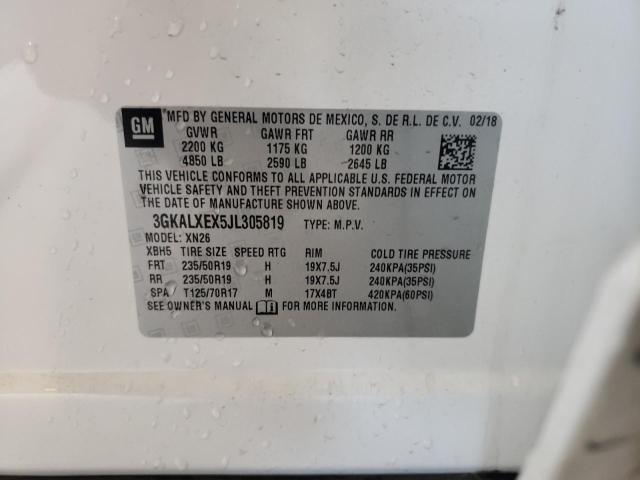 GM
MFD BY GENERAL MOTORS DE MEXICO, S. DE R.L. DE C.V. 02/18
GVWR GAWR FRT GAWR RR
2200 KG 1175 KG 1200 KG
4850 LB 2590 LB 2645 LB
THIS VEHICLE CONFORMS TO ALL APPLICABLE U.S. FEDERAL MOTOR
VEHICLE SAFETY AND THEFT PREVENTION STANDARDS IN EFFECT
ON THE DATE OF MANUFACTURE SHOWN ABOVE.
3GKALXEX5JL305819 TYPE: M.P.V.
MODEL: XN26
XBH5 TIRE SIZE SPEED RTG RIM COLD TIRE PRESSURE
FRT 235/50R19 H 19X7.5J 240KPA(35PSI)
RR 235/50R19 H 19X7.5J 240KPA(35PSI)
SPA T125/70R17 M 17X4BT 420KPA(60PSI)
SEE OWNER'S MANUAL FOR MORE INFORMATION.